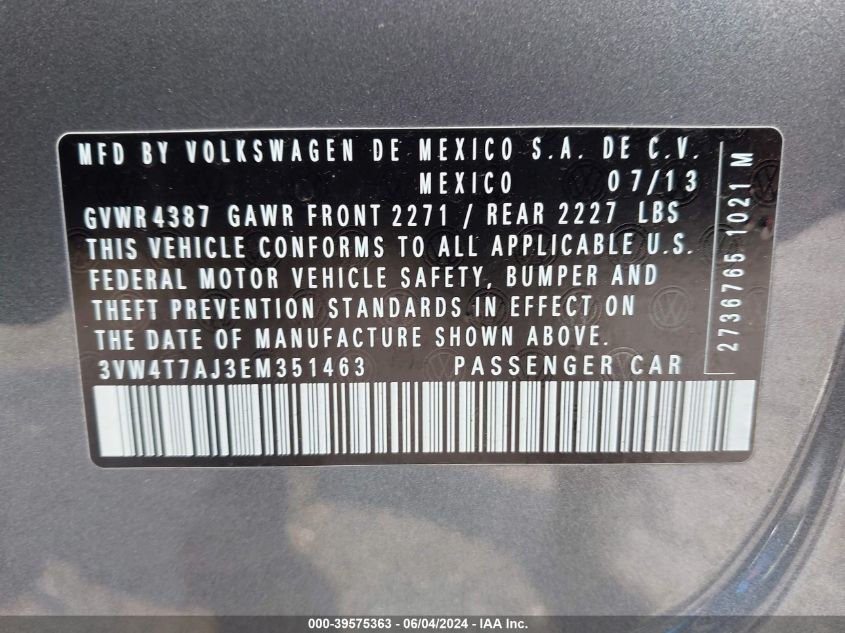 MFD BY VOLKSWAGEN DE MEXICO S.A. DE C.V.
MEXICO 07/13
GVWR 4387 GAWR FRONT 2271 / REAR 2227 LBS
THIS VEHICLE CONFORMS TO ALL APPLICABLE U.S.
FEDERAL MOTOR VEHICLE SAFETY, BUMPER AND
THEFT PREVENTION STANDARDS IN EFFECT ON
THE DATE OF MANUFACTURE SHOWN ABOVE.
3VW4T7AJ3EM351463 PASSENGER CAR
2736765 1021 M
000-39575363 - 06/04/2024 - IAA Inc.